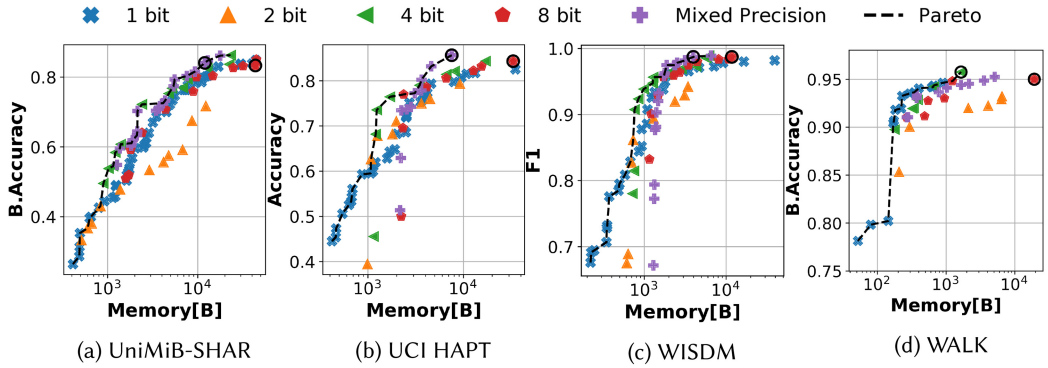 1 bit 2 bit 4 bit 8 bit Mixed Precision Pareto
B.Accuracy
0.8
0.6
0.4
10³ 10⁴
Memory[B]
(a) UniMiB-SHAR
Accuracy
0.8
0.7
0.6
0.5
0.4
10³ 10⁴
Memory[B]
(b) UCI HAPT
F1
1.0
0.9
0.8
0.7
10³ 10⁴
Memory[B]
(c) WISDM
B.Accuracy
0.95
0.90
0.85
0.80
0.75
10² 10³ 10⁴
Memory[B]
(d) WALK